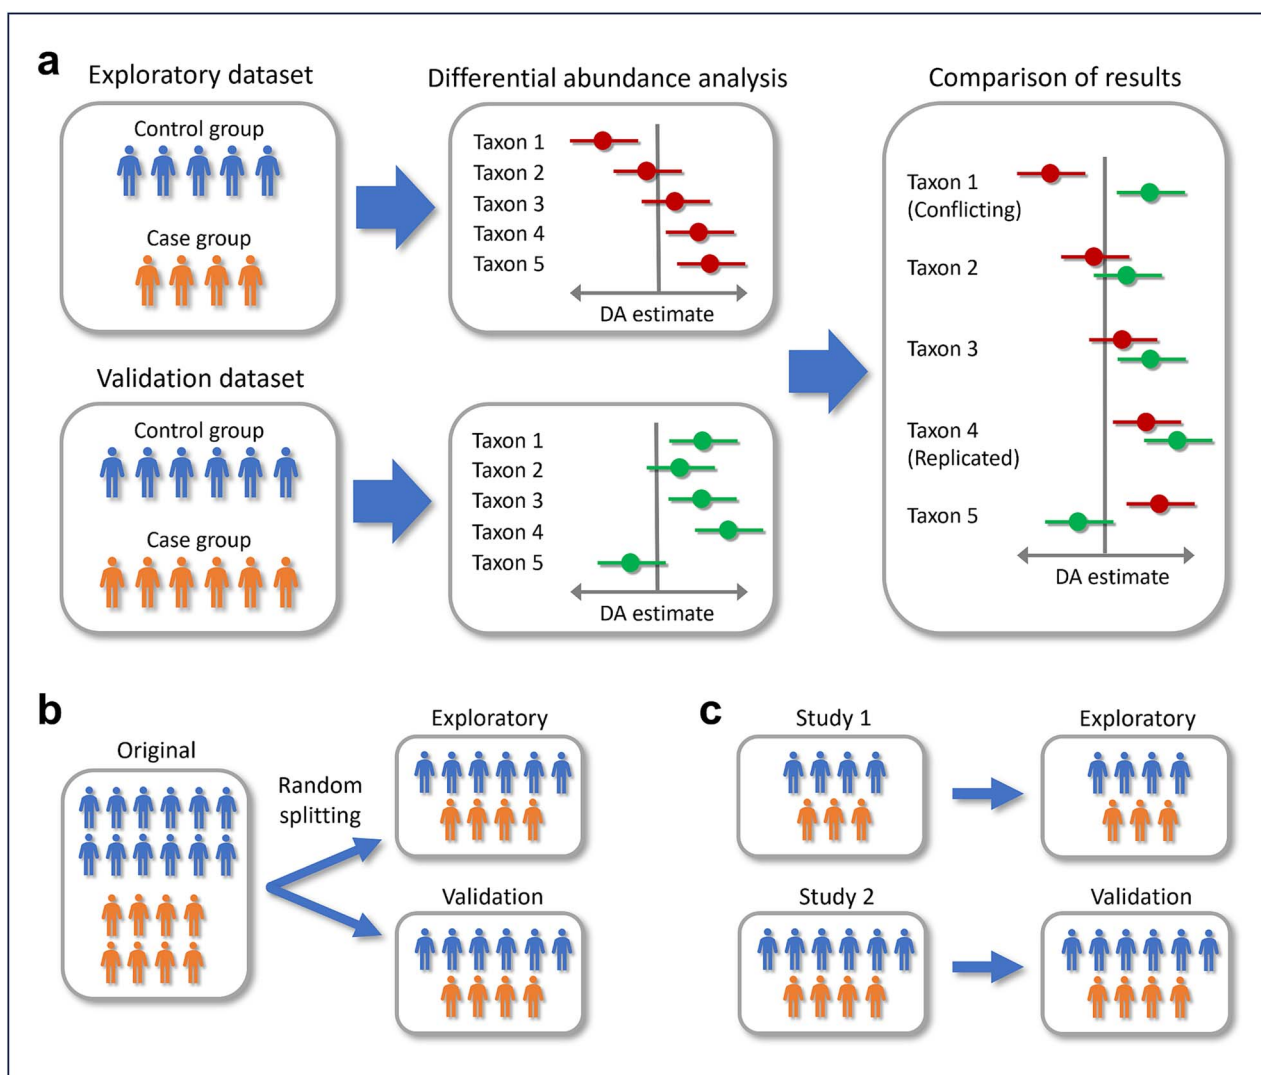 a
Exploratory dataset
Control group
Case group
Differential abundance analysis
Taxon 1
Taxon 2
Taxon 3
Taxon 4
Taxon 5
DA estimate
Validation dataset
Control group
Case group
Taxon 1
Taxon 2
Taxon 3
Taxon 4
Taxon 5
DA estimate
Comparison of results
Taxon 1
(Conflicting)
Taxon 2
Taxon 3
Taxon 4
(Replicated)
Taxon 5
DA estimate
b
Original
Random
splitting
Exploratory
Validation
c
Study 1
Exploratory
Study 2
Validation